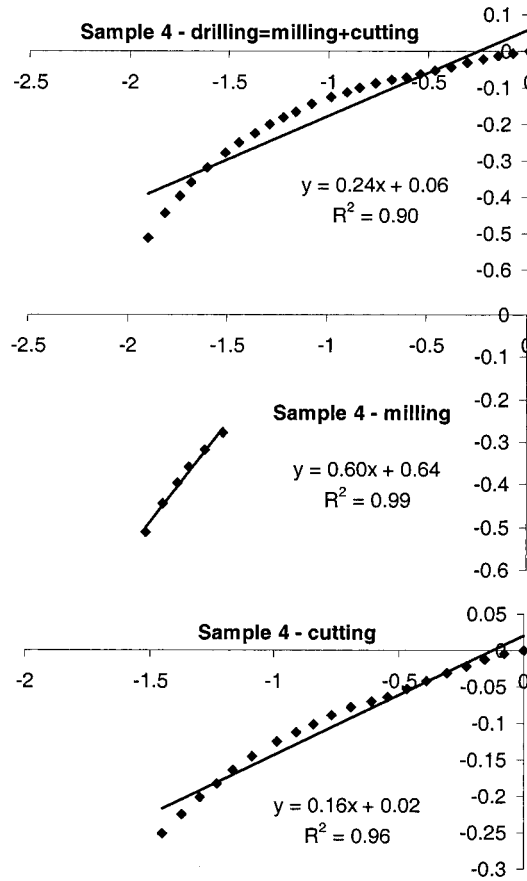 0.1
Sample 4 - drilling=milling+cutting
0
-2.5 -2 -1.5 -1 -0.5 -0.1 0
-0.2
-0.3
y = 0.24x + 0.06
-0.4
R² = 0.90
-0.5
-0.6
0
-2.5 -2 -1.5 -1 -0.5 0
-0.1
-0.2
Sample 4 - milling
-0.3
y = 0.60x + 0.64
-0.4
R² = 0.99
-0.5
-0.6
0.05
Sample 4 - cutting
0
-2 -1.5 -1 -0.5 0
-0.05
-0.1
-0.15
y = 0.16x + 0.02
-0.2
R² = 0.96
-0.25
-0.3